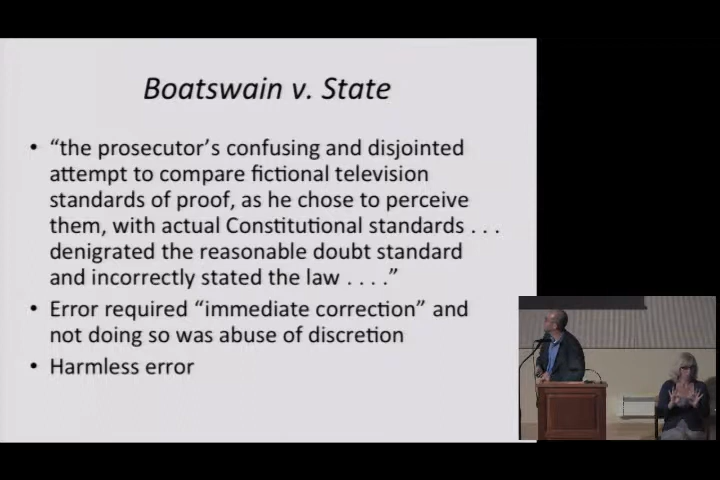 Boatswain v. State
• “the prosecutor’s confusing and disjointed
attempt to compare fictional television
standards of proof, as he chose to perceive
them, with actual Constitutional standards . . .
denigrated the reasonable doubt standard
and incorrectly stated the law . . . .”
• Error required “immediate correction” and
not doing so was abuse of discretion
• Harmless error